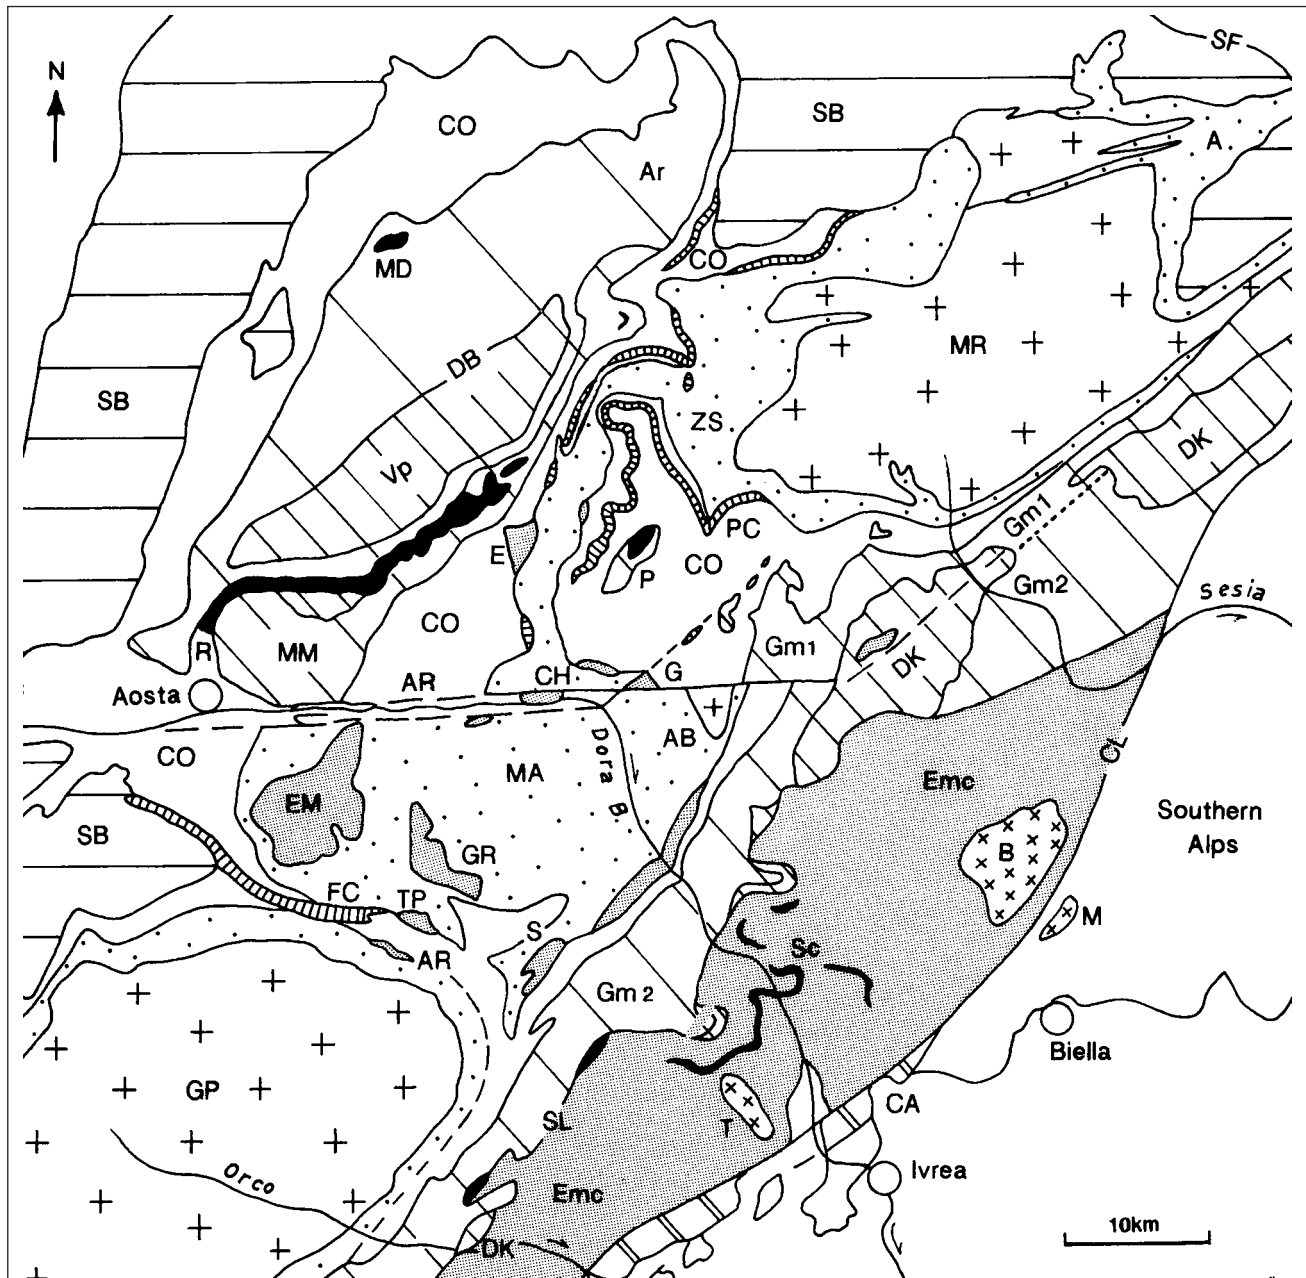 SF
N
CO
SB
A
Ar
MD
CO
MR
DB
SB
ZS
DK
Vp
PC
Gm1
E
P
CO
Gm2
Sesia
CO
R
MM
Gm1
DK
AR
CH
G
Aosta
CO
AB
CL
MA
Dora B
Emc
EM
Southern
Alps
SB
GR
B
FC
TP
M
S
AR
Sc
Gm 2
Biella
GP
CA
SL
T
Orco
Ivrea
Emc
10km
DK